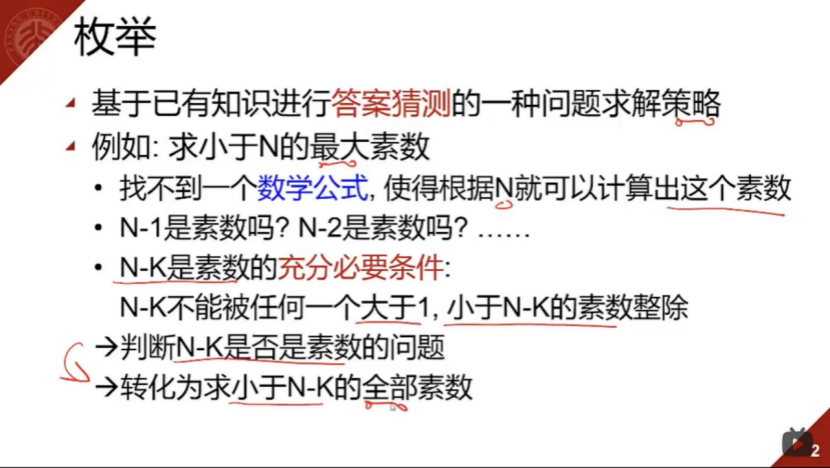 枚举
基于已有知识进行答案猜测的一种问题求解策略
例如: 求小于N的最大素数
• 找不到一个数学公式, 使得根据N就可以计算出这个素数
• N-1是素数吗? N-2是素数吗? ……
• N-K是素数的充分必要条件:
N-K不能被任何一个大于1, 小于N-K的素数整除
→判断N-K是否是素数的问题
→转化为求小于N-K的全部素数
2